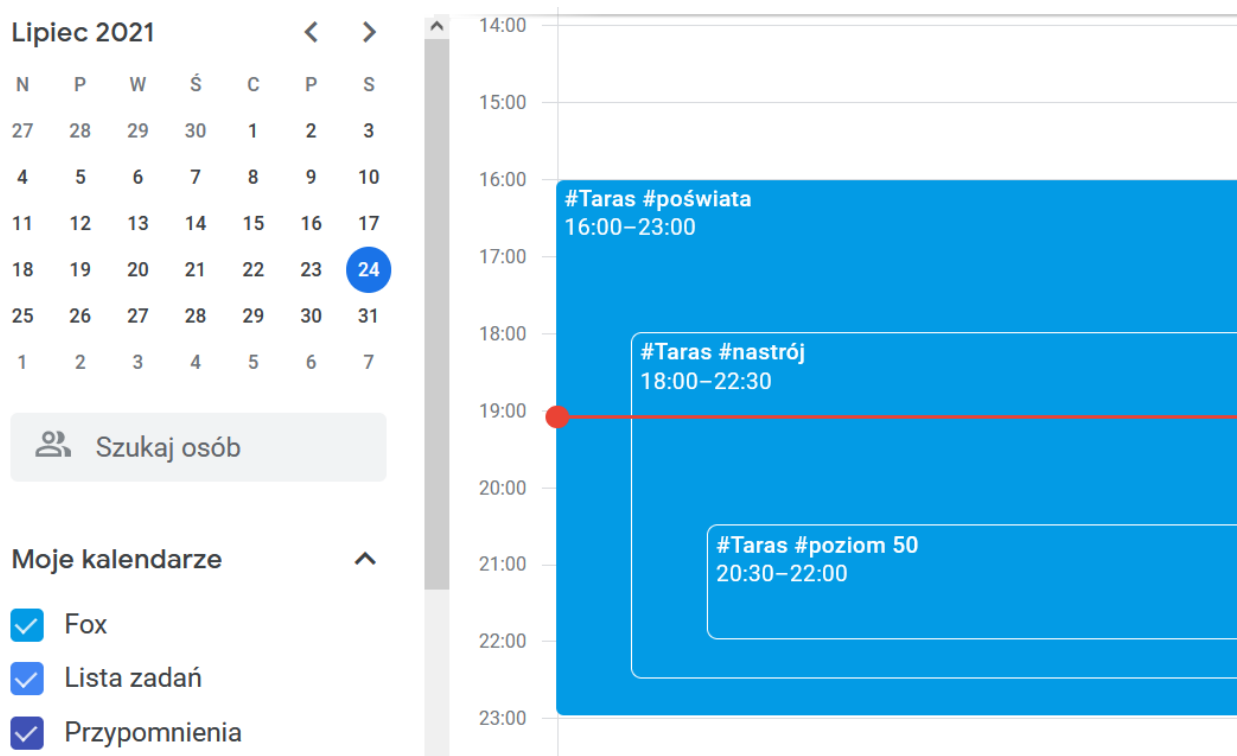 Lipiec 2021
N P W Ś C P S
27 28 29 30 1 2 3
4 5 6 7 8 9 10
11 12 13 14 15 16 17
18 19 20 21 22 23 24
25 26 27 28 29 30 31
1 2 3 4 5 6 7
Szukaj osób
Moje kalendarze
Fox
Lista zadań
Przypomnienia
14:00
15:00
16:00
#Taras #poświata
16:00–23:00
17:00
18:00
#Taras #nastrój
18:00–22:30
19:00
20:00
#Taras #poziom 50
20:30–22:00
21:00
22:00
23:00